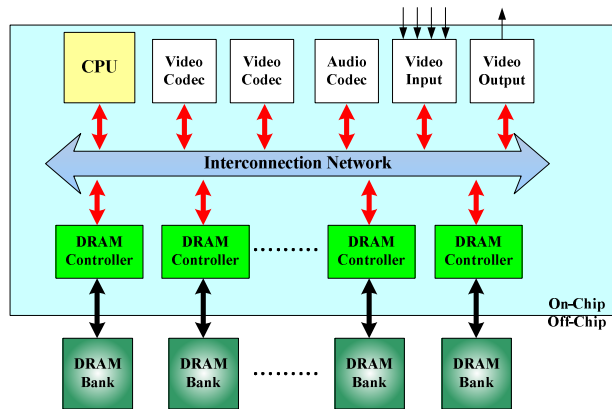 CPU
Video
Codec
Video
Codec
Audio
Codec
Video
Input
Video
Output
Interconnection Network
DRAM
Controller
DRAM
Controller
.........
DRAM
Controller
DRAM
Controller
On-Chip
Off-Chip
DRAM
Bank
DRAM
Bank
.........
DRAM
Bank
DRAM
Bank